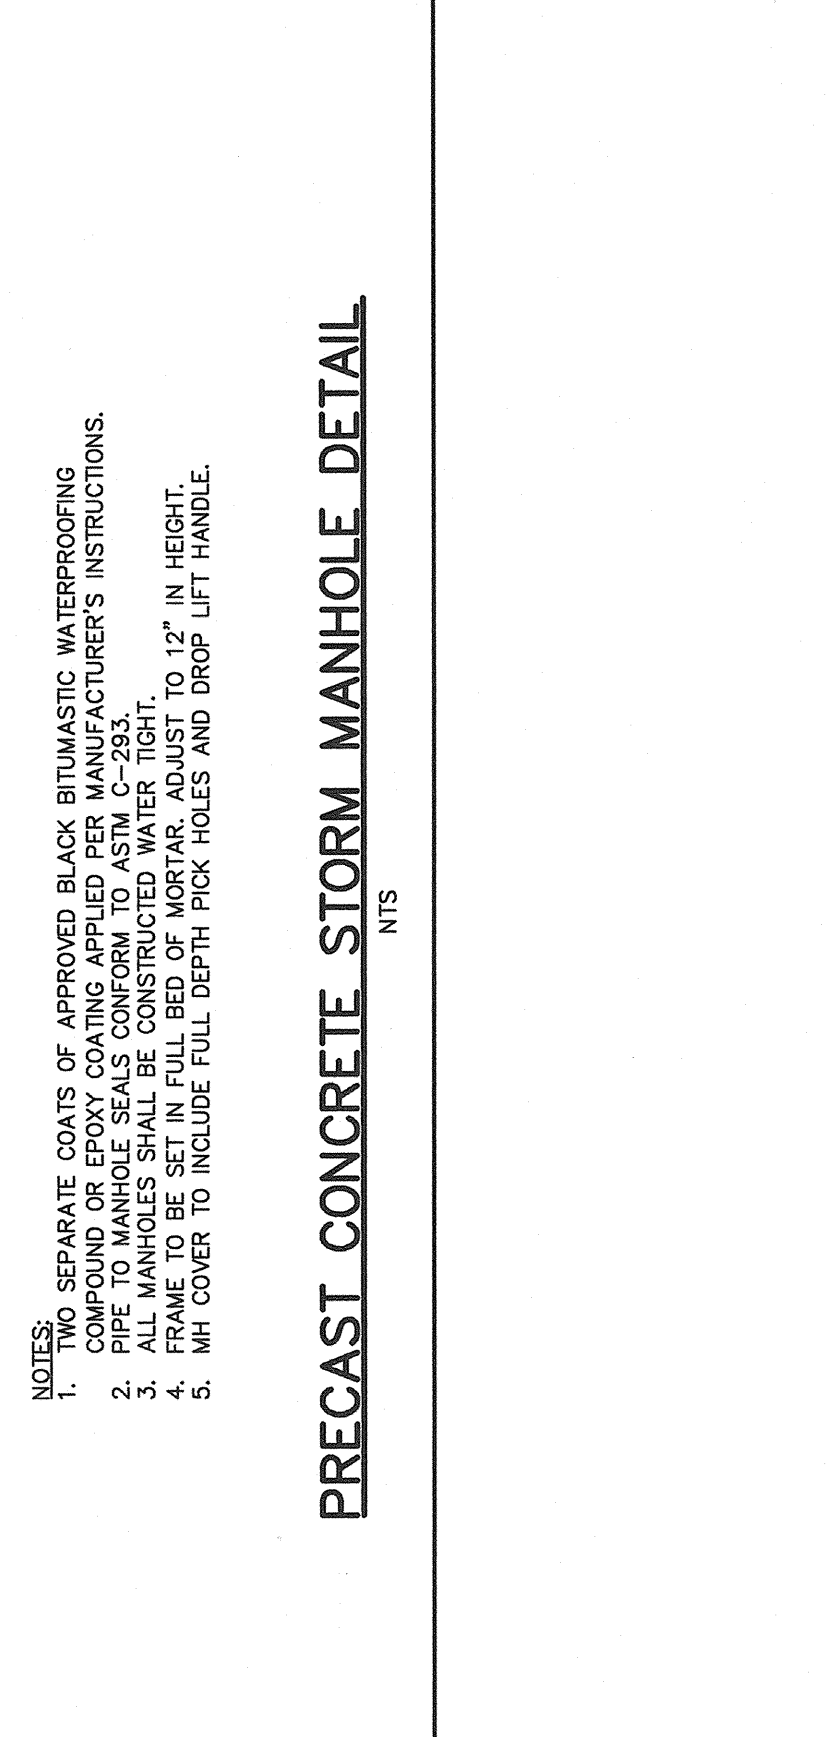 NOTES:
1. TWO SEPARATE COATS OF APPROVED BLACK BITUMASTIC WATERPROOFING
COMPOUND OR EPOXY COATING APPLIED PER MANUFACTURER'S INSTRUCTIONS.
2. PIPE TO MANHOLE SEALS CONFORM TO ASTM C-293.
3. ALL MANHOLES SHALL BE CONSTRUCTED WATER TIGHT.
4. FRAME TO BE SET IN FULL BED OF MORTAR. ADJUST TO 12" IN HEIGHT.
5. MH COVER TO INCLUDE FULL DEPTH PICK HOLES AND DROP LIFT HANDLE.
PRECAST CONCRETE STORM MANHOLE DETAIL
NTS